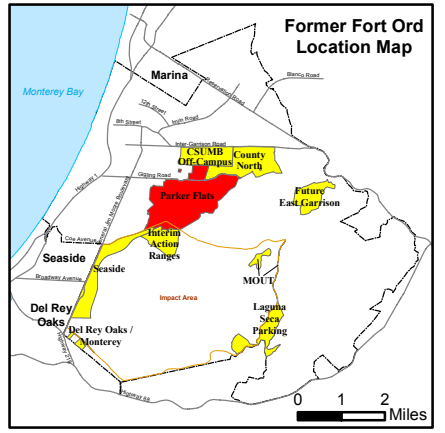 Former Fort Ord
Location Map
Marina
Blanco Road
Reservation Road
Monterey Bay
12th Street
Imjin Road
8th Street
Inter-Garrison Road
CSUMB
Off-Campus
County
North
Gigling Road
Highway 1
General Jim Moore Boulevard
Parker Flats
Future
East Garrison
Coe Avenue
Interim
Action
Ranges
Seaside
Seaside
Broadway Avenue
MOUT
Impact Area
Del Rey
Oaks
Laguna
Seca
Parking
Del Rey Oaks /
Monterey
Highway 218
Highway 68
0 1 2
Miles